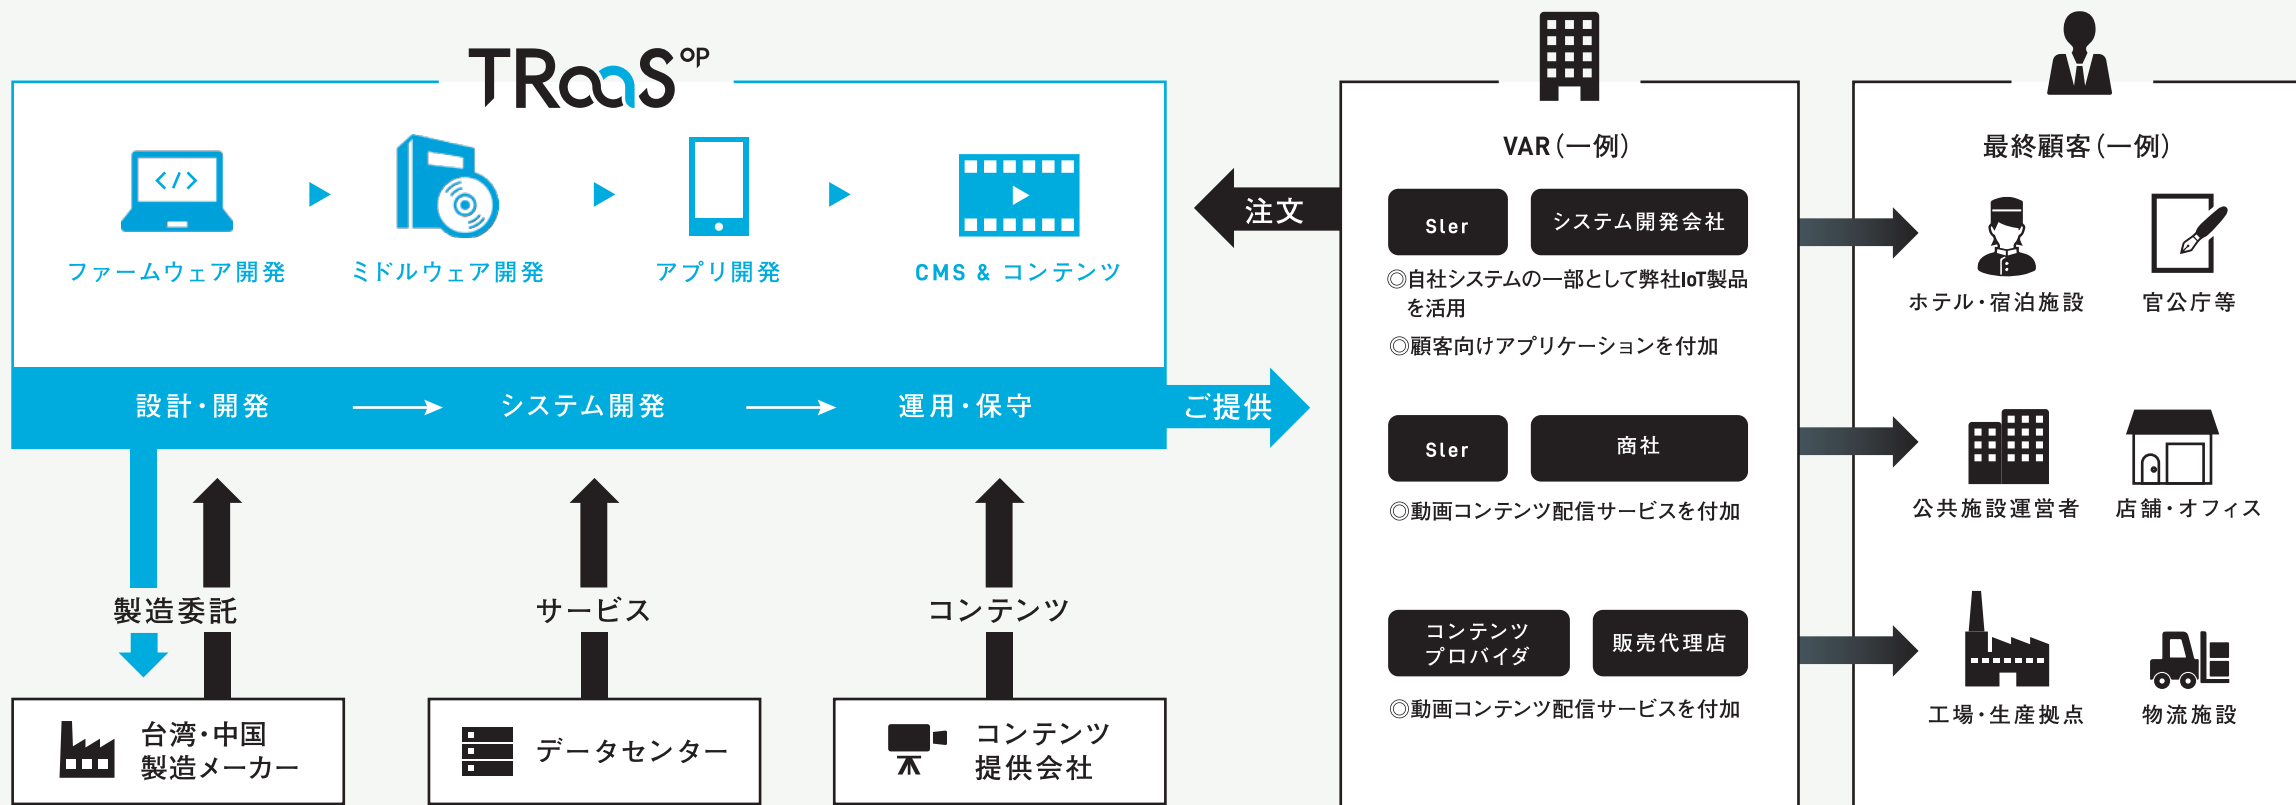 TRaaS OP
</>
ファームウェア開発
ミドルウェア開発
アプリ開発
CMS & コンテンツ
設計・開発
システム開発
運用・保守
ご提供
注文
製造委託
サービス
コンテンツ
台湾・中国
製造メーカー
データセンター
コンテンツ
提供会社
VAR(一例)
SIer
システム開発会社
◎自社システムの一部として弊社IoT製品
を活用
◎顧客向けアプリケーションを付加
SIer
商社
◎動画コンテンツ配信サービスを付加
コンテンツ
プロバイダ
販売代理店
◎動画コンテンツ配信サービスを付加
最終顧客(一例)
ホテル・宿泊施設
官公庁等
公共施設運営者
店舗・オフィス
工場・生産拠点
物流施設